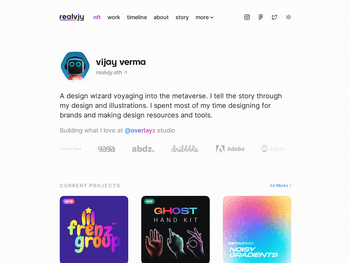 realvjy
nft work timeline about story more
vijay verma
realvjy.eth ↗
A design wizard voyaging into the metaverse. I tell the story through
my design and illustrations. I spent most of my time designing for
brands and making design resources and tools.
Building what I love at @overlayz studio
9a9a abdz. dribbble Adobe
CURRENT PROJECTS
All Works
lil
frenz
group
GHOST
HAND KIT
NOISY
GRADIENTS